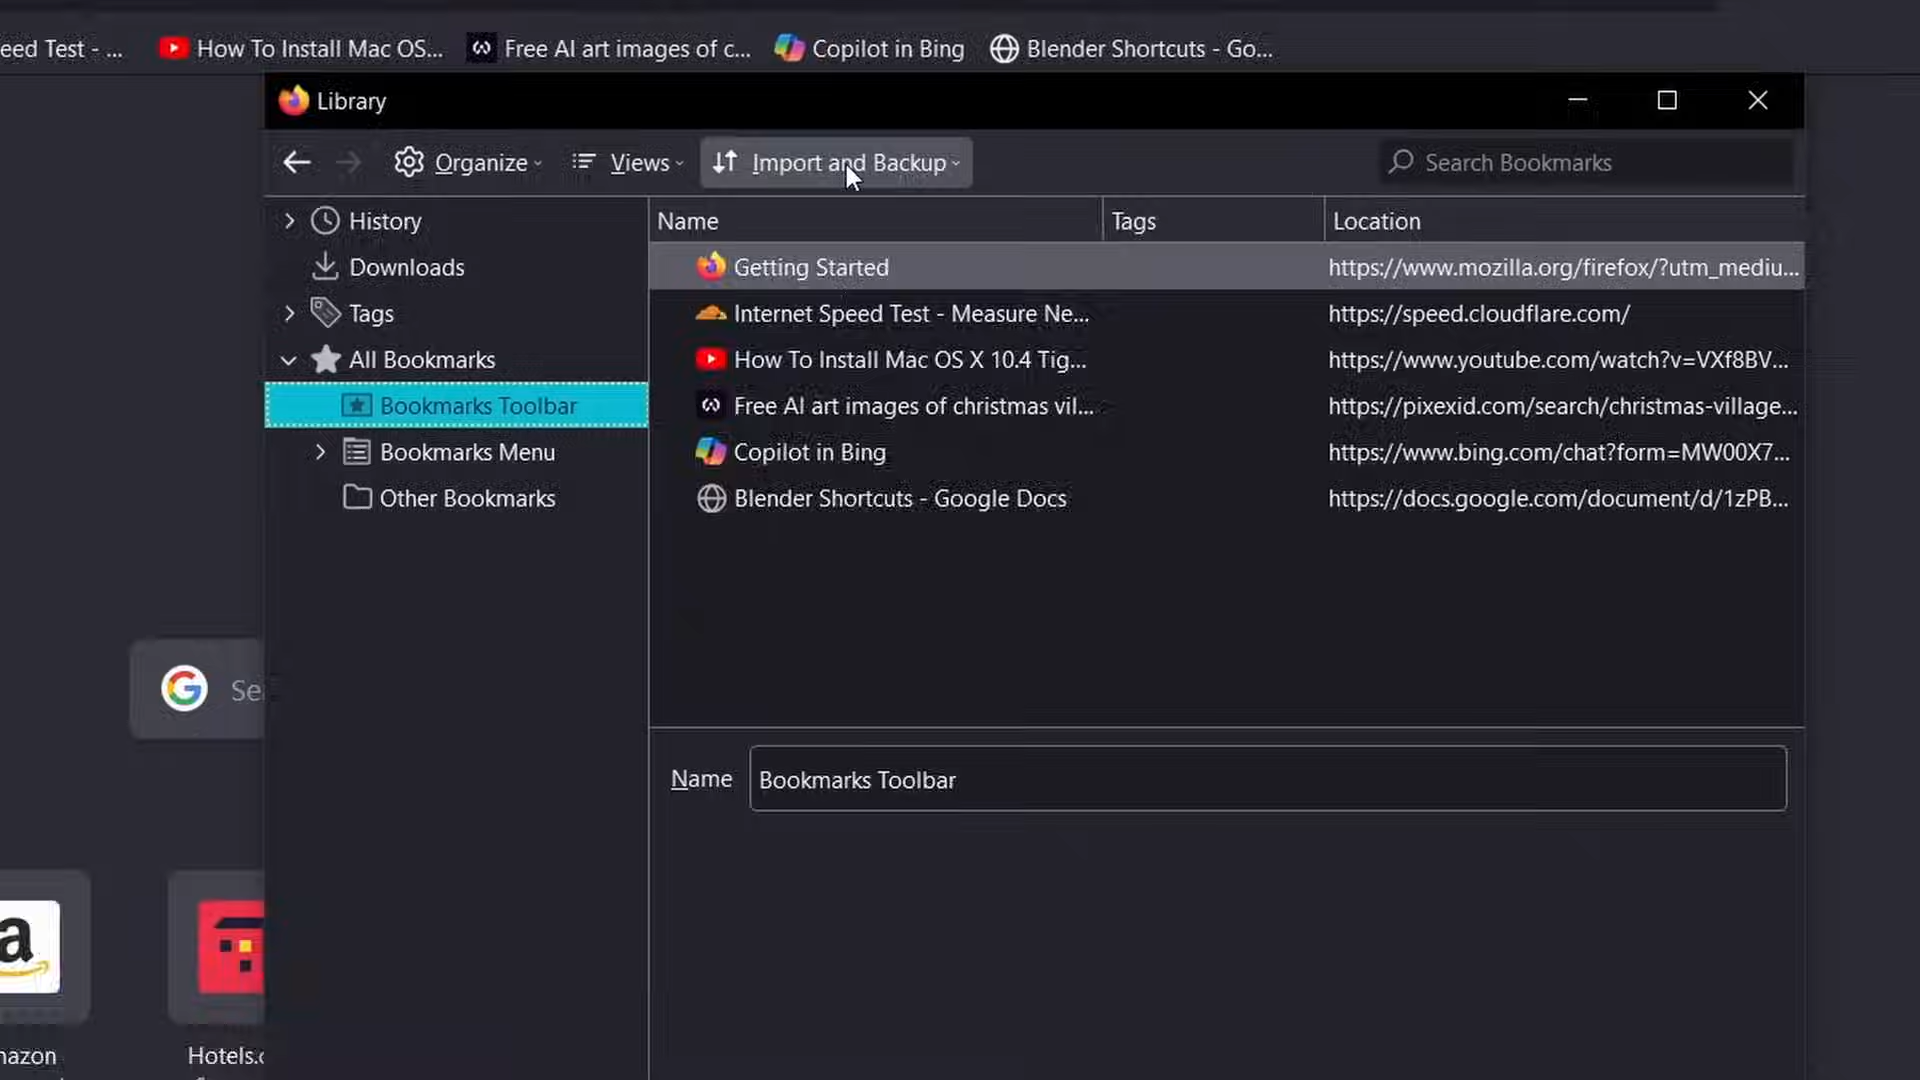 eed Test - ... How To Install Mac OS... Free AI art images of c... Copilot in Bing Blender Shortcuts - Go...
Library
Organize Views Import and Backup Search Bookmarks
History
Downloads
Tags
All Bookmarks
Bookmarks Toolbar
Bookmarks Menu
Other Bookmarks
Name Tags Location
Getting Started https://www.mozilla.org/firefox/?utm_mediu...
Internet Speed Test - Measure Ne... https://speed.cloudflare.com/
How To Install Mac OS X 10.4 Tig... https://www.youtube.com/watch?v=VXf8BV...
Free AI art images of christmas vil... https://pixexid.com/search/christmas-village...
Copilot in Bing https://www.bing.com/chat?form=MW00X7...
Blender Shortcuts - Google Docs https://docs.google.com/document/d/1zPB...
Name Bookmarks Toolbar
Se
a
nazon
Hotels.c